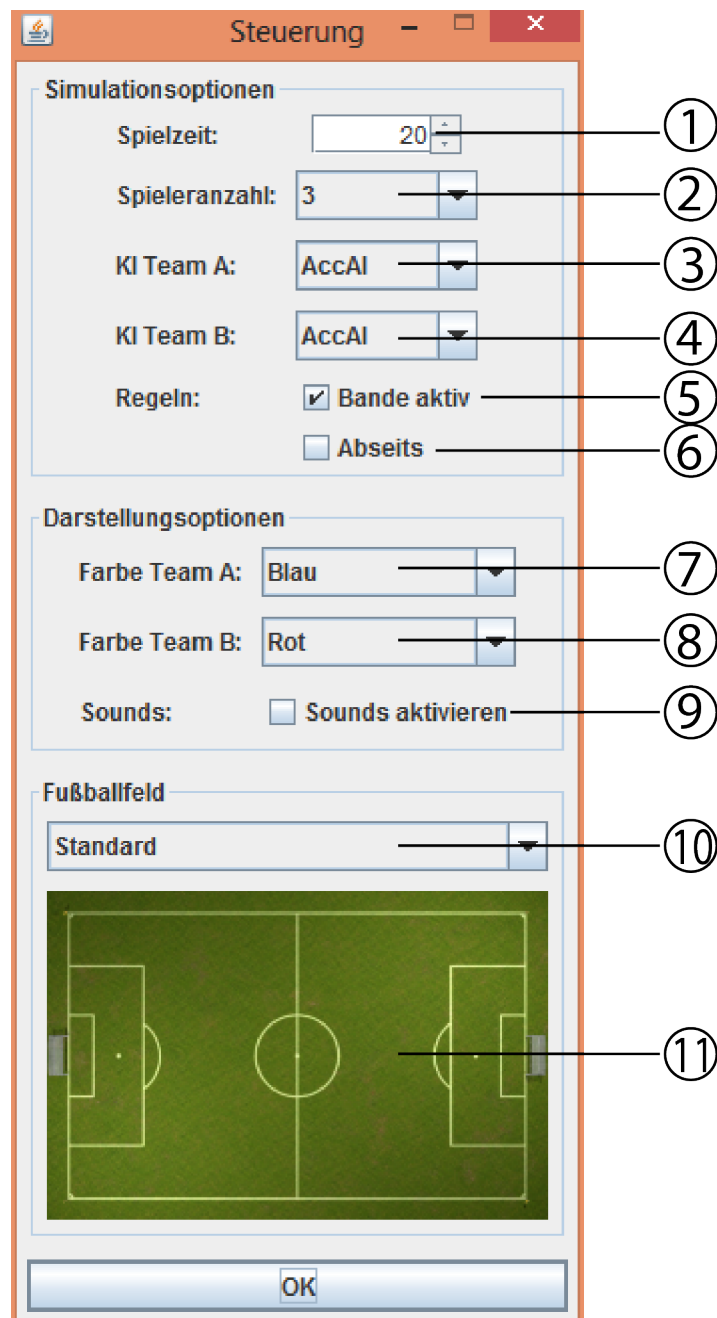 Steuerung
Simulationsoptionen
Spielzeit: 20 1
Spieleranzahl: 3 2
KI Team A: AccAI 3
KI Team B: AccAI 4
Regeln: Bande aktiv 5
Abseits 6
Darstellungsoptionen
Farbe Team A: Blau 7
Farbe Team B: Rot 8
Sounds: Sounds aktivieren 9
Fußballfeld
Standard 10
11
OK